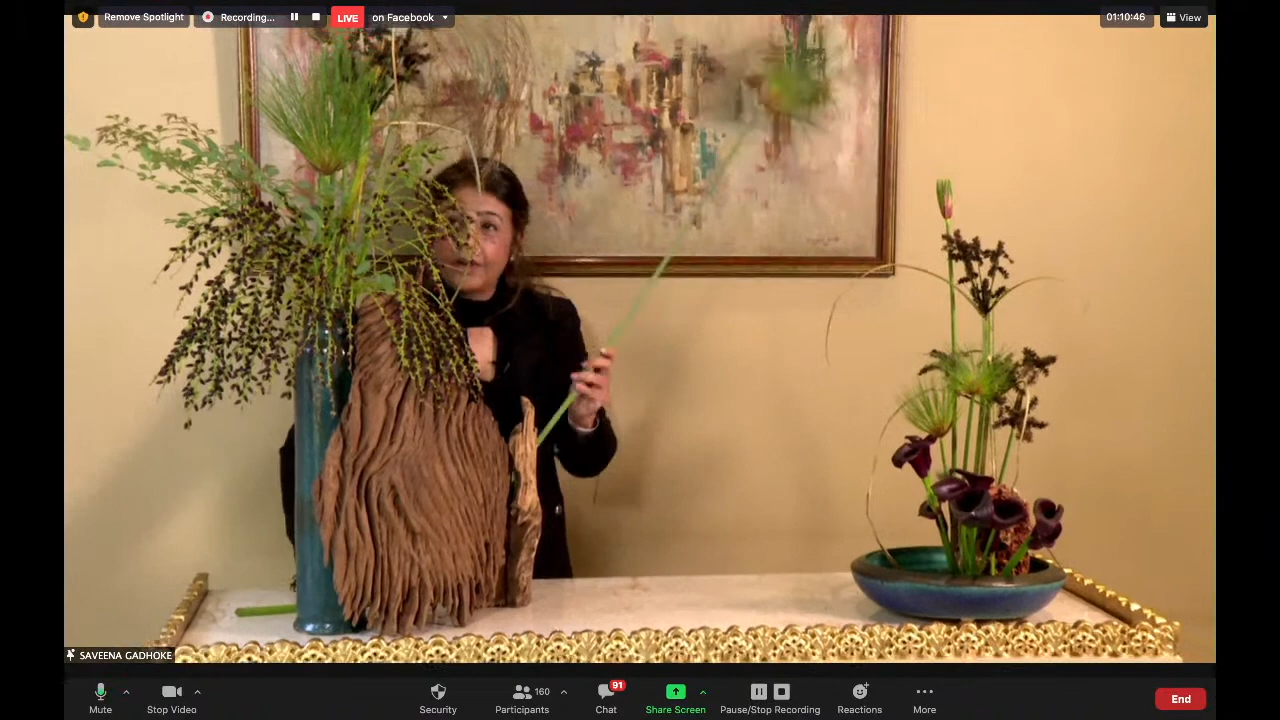 Remove Spotlight
Recording...
LIVE
on Facebook
01:10:46
View
SAVEENA GADHOKE
Mute
Stop Video
Security
160
Participants
91
Chat
Share Screen
Pause/Stop Recording
Reactions
More
End